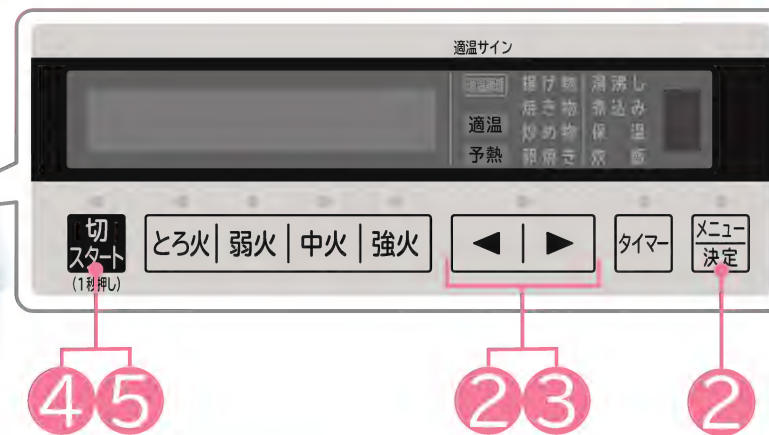 適温サイン
揚げ物 湯沸し
焼き物 煮込み
適温 炒め物 保温
予熱 卵焼き 炊飯
切
スタート
(1秒押し)
とろ火 弱火 中火 強火
◀ ▶
タイマー
メニュー
決定
4 5 2 3 2